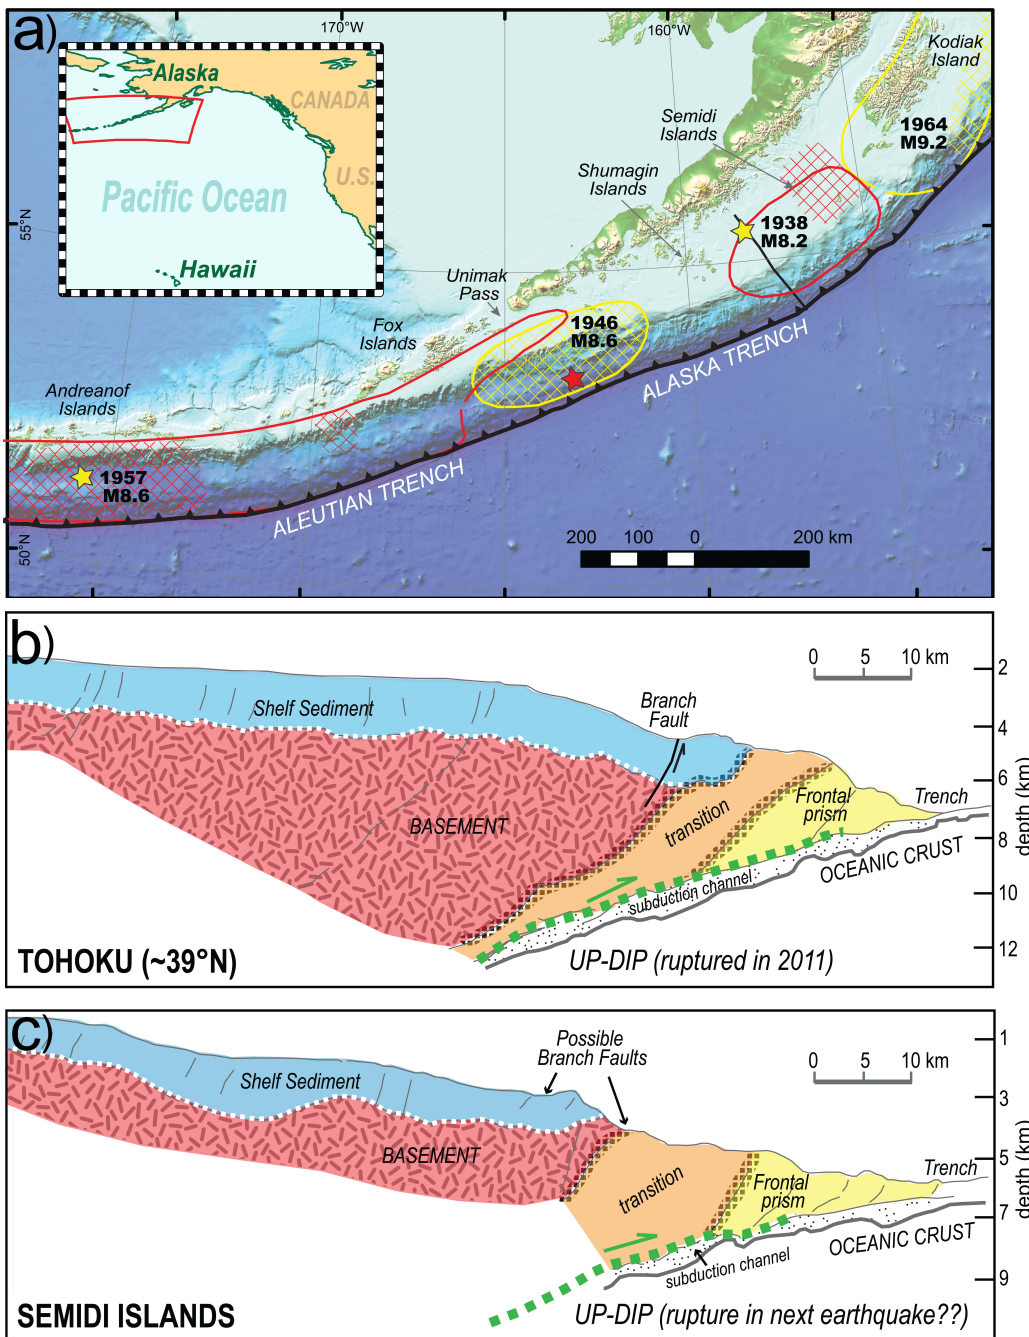 a)
170°W
160°W
Kodiak
Island
Alaska
CANADA
U.S.
Pacific Ocean
Hawaii
1964
M9.2
Semidi
Islands
Shumagin
Islands
55°N
1938
M8.2
Unimak
Pass
Fox
Islands
1946
M8.6
ALASKA TRENCH
Andreanof
Islands
1957
M8.6
ALEUTIAN TRENCH
50°N
200 100 0 200 km
b)
0 5 10 km
2
Branch
Fault
Shelf Sediment
4
6
Frontal
prism
Trench
transition
BASEMENT
8
depth (km)
OCEANIC CRUST
subduction channel
10
12
TOHOKU (~39°N)
UP-DIP (ruptured in 2011)
c)
Possible
Branch Faults
0 5 10 km
1
Shelf Sediment
3
BASEMENT
5
depth (km)
transition
Frontal
prism
Trench
7
OCEANIC CRUST
subduction channel
9
SEMIDI ISLANDS
UP-DIP (rupture in next earthquake??)